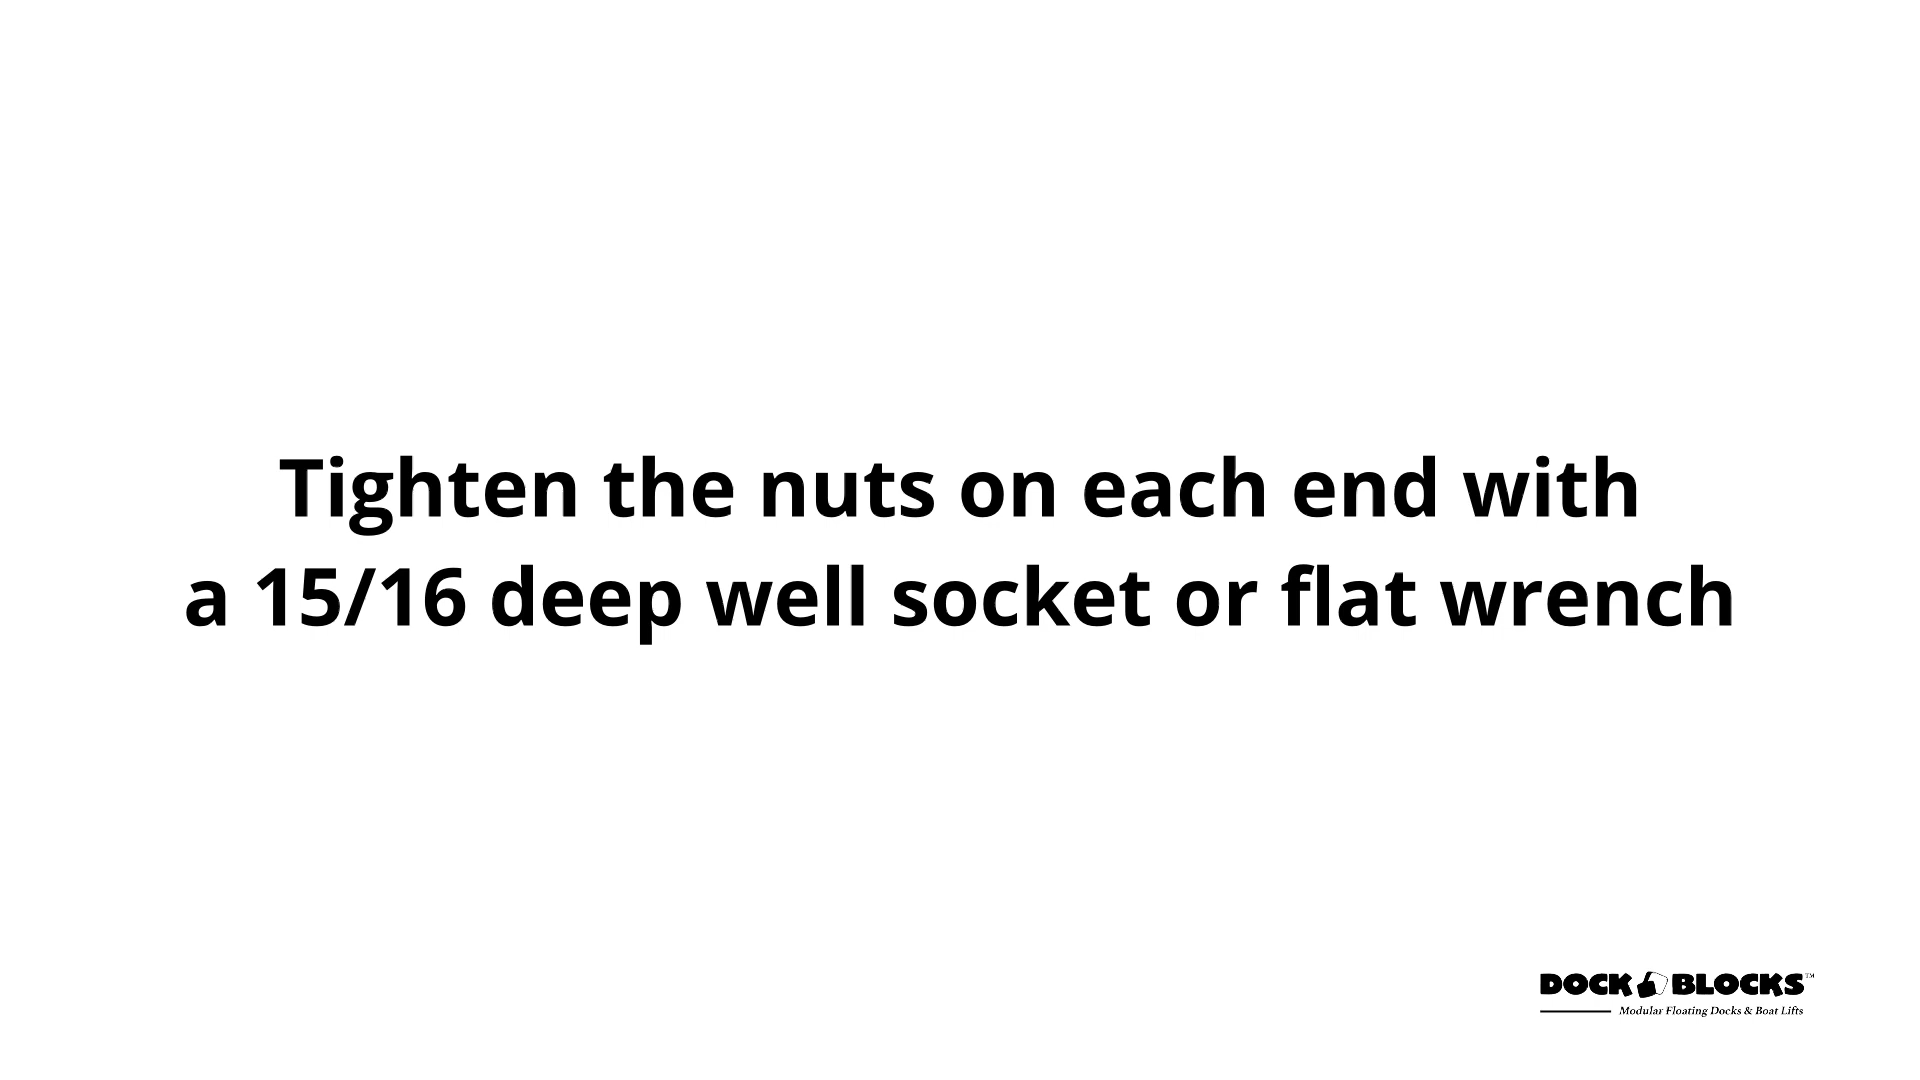 Tighten the nuts on each end with
a 15/16 deep well socket or flat wrench
DOCK BLOCKS™
Modular Floating Docks & Boat Lifts